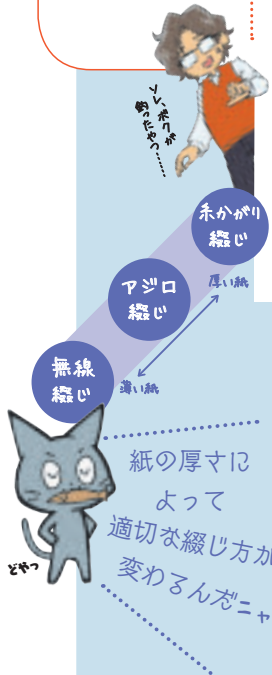 ソレ、ボクが
釣ったやつ……
糸かがり
綴じ
厚い紙
アジロ
綴じ
薄い紙
無線
綴じ
どやっ
紙の厚さに
よって
適切な綴じ方が
変わるんだニャ